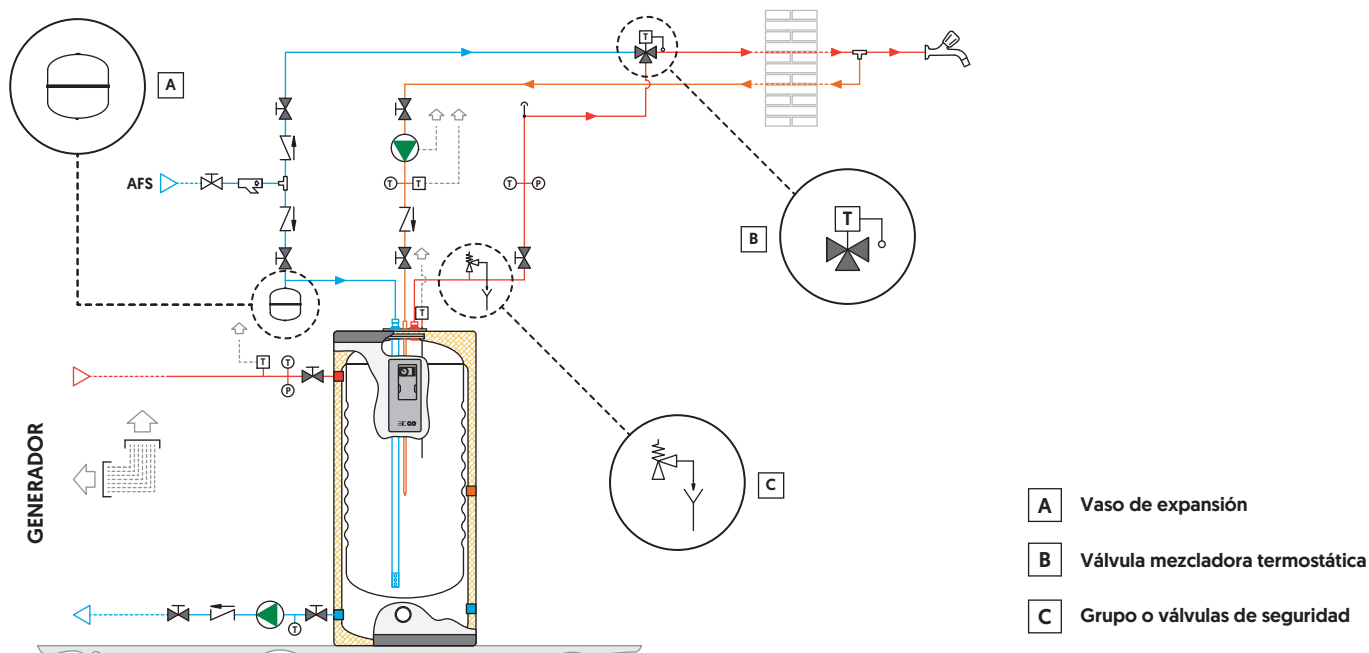 A
T
AFS
T
T
T
P
B
T
T
T
T
P
GENERADOR
C
A Vaso de expansión
B Válvula mezcladora termostática
C Grupo o válvulas de seguridad
T